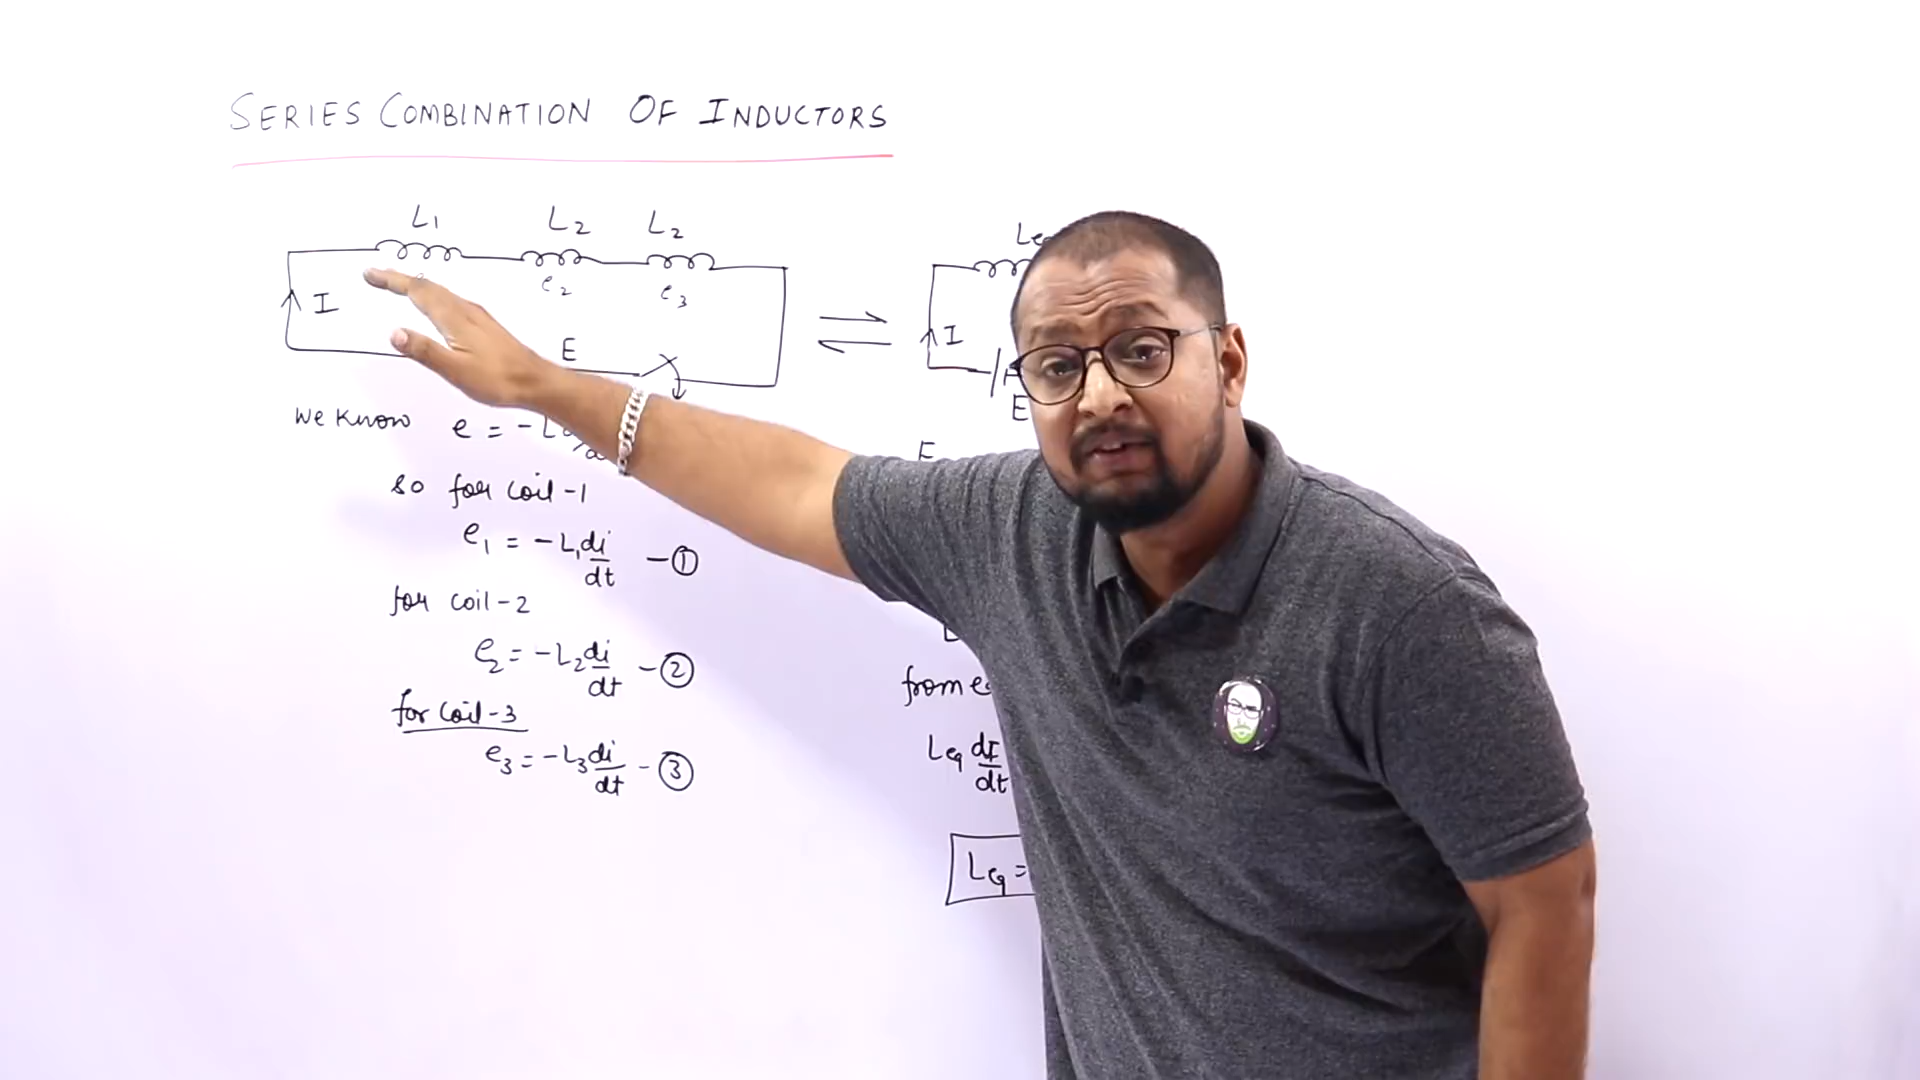 SERIES COMBINATION OF INDUCTORS
L1 L2 L2
e2 e3
I
E
We know e = -L
so for coil-1
e1 = -L1 di/dt -①
for coil-2
e2 = -L2 di/dt -②
for coil-3
e3 = -L3 di/dt -③
I
E
E
from
Leq dI/dt
Leq =